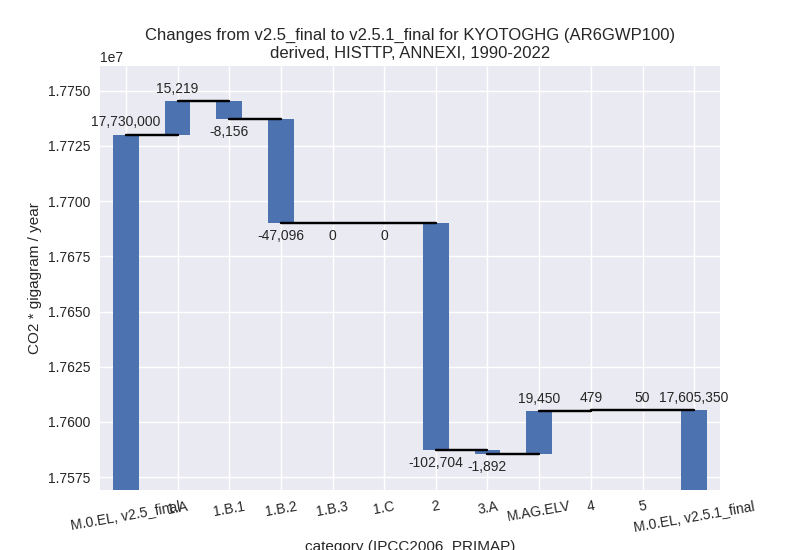 Changes from v2.5_final to v2.5.1_final for KYOTOGHG (AR6GWP100)
derived, HISTTP, ANNEXI, 1990-2022
1e7
1.7750
1.7725
1.7700
1.7675
1.7650
1.7625
1.7600
1.7575
CO2 * gigagram / year
17,730,000
15,219
-8,156
-47,096
0
0
-102,704
-1,892
19,450
479
50
17,605,350
M.0.EL, v2.5_final
1.A
1.B.1
1.B.2
1.B.3
1.C
2
3.A
M.AG.ELV
4
5
M.0.EL, v2.5.1_final
category (IPCC2006_PRIMAP)